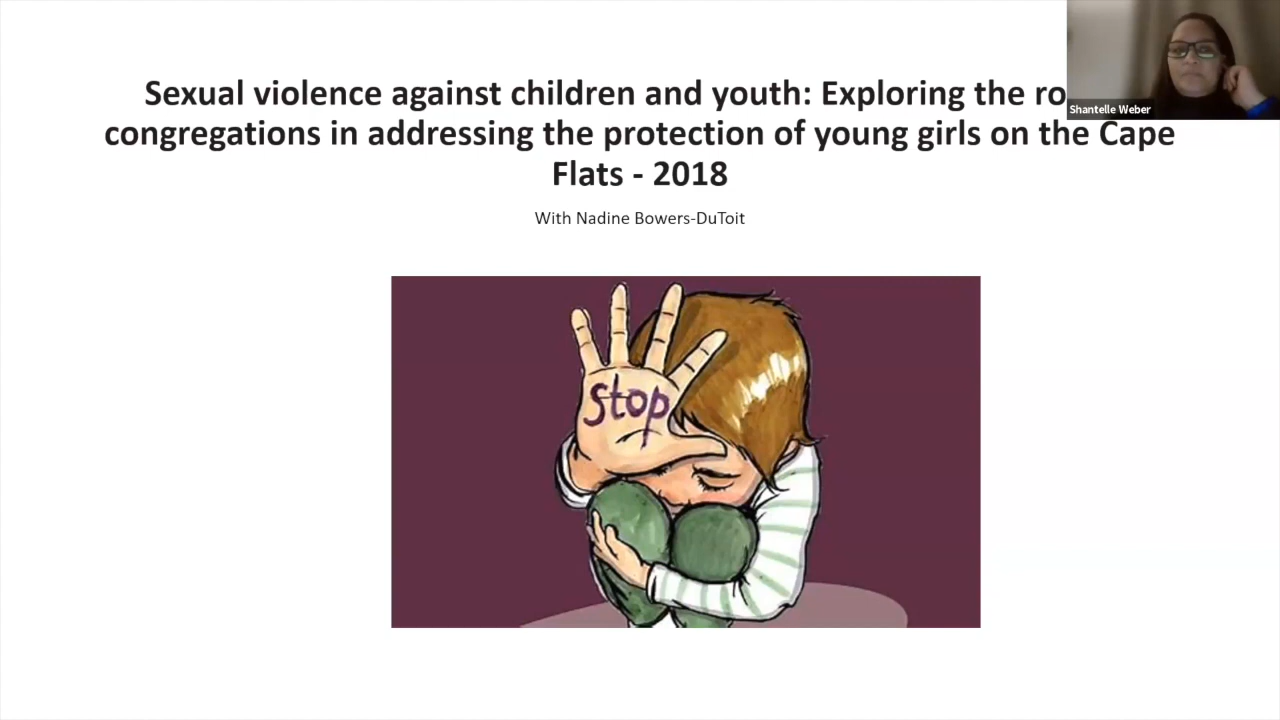 Sexual violence against children and youth: Exploring the
Shantelle Weber
congregations in addressing the protection of young girls on the Cape
Flats - 2018
With Nadine Bowers-DuToit
stop